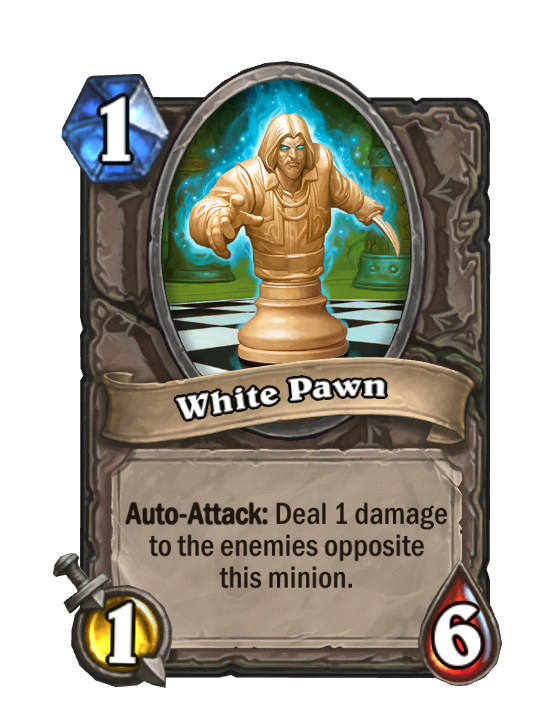 1
White Pawn
Auto-Attack: Deal 1 damage
to the enemies opposite
this minion.
1
6